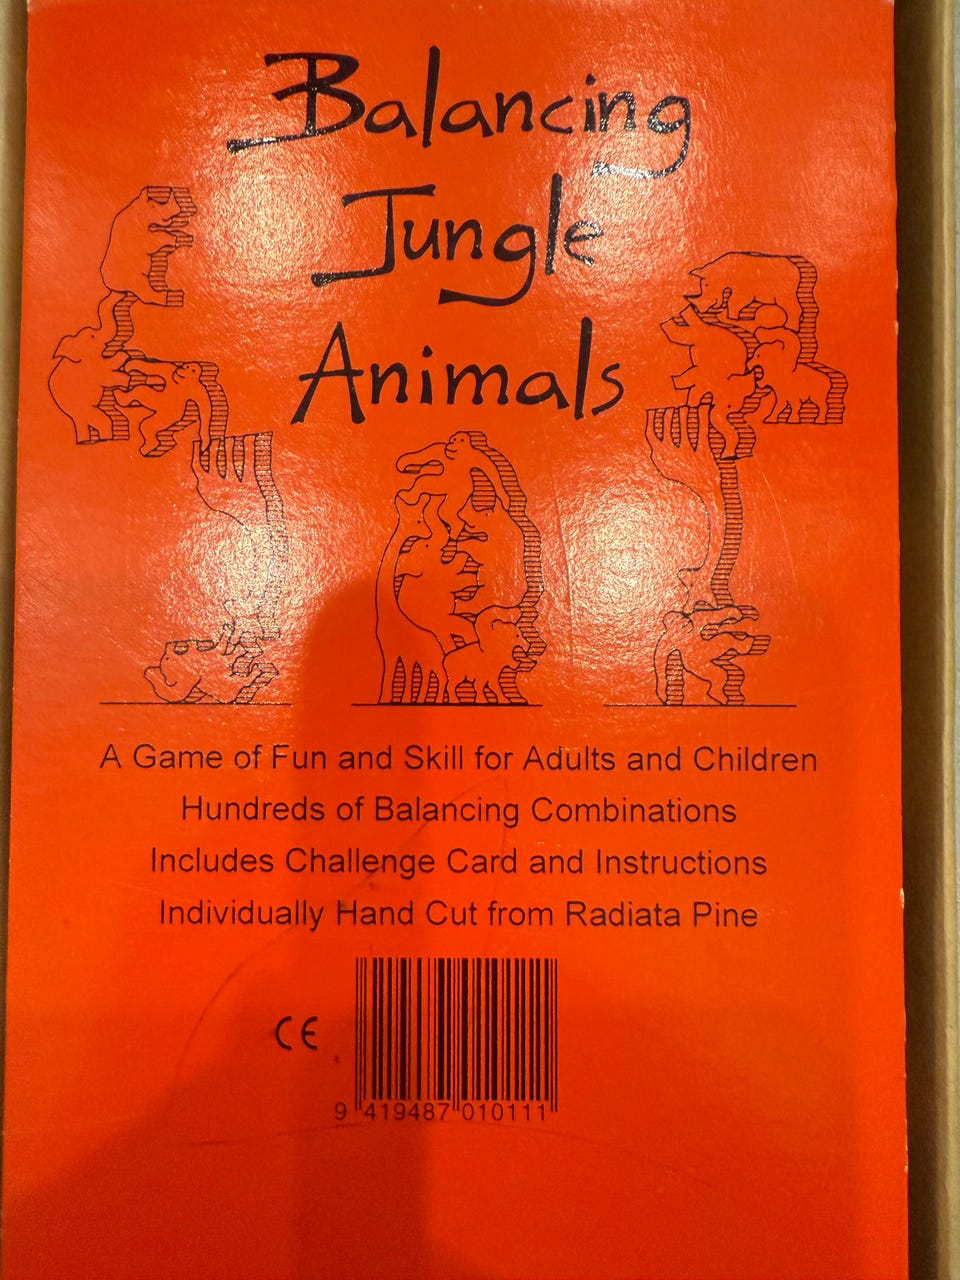 Balancing
Jungle
Animals
A Game of Fun and Skill for Adults and Children
Hundreds of Balancing Combinations
Includes Challenge Card and Instructions
Individually Hand Cut from Radiata Pine
CE
9 419487 010111